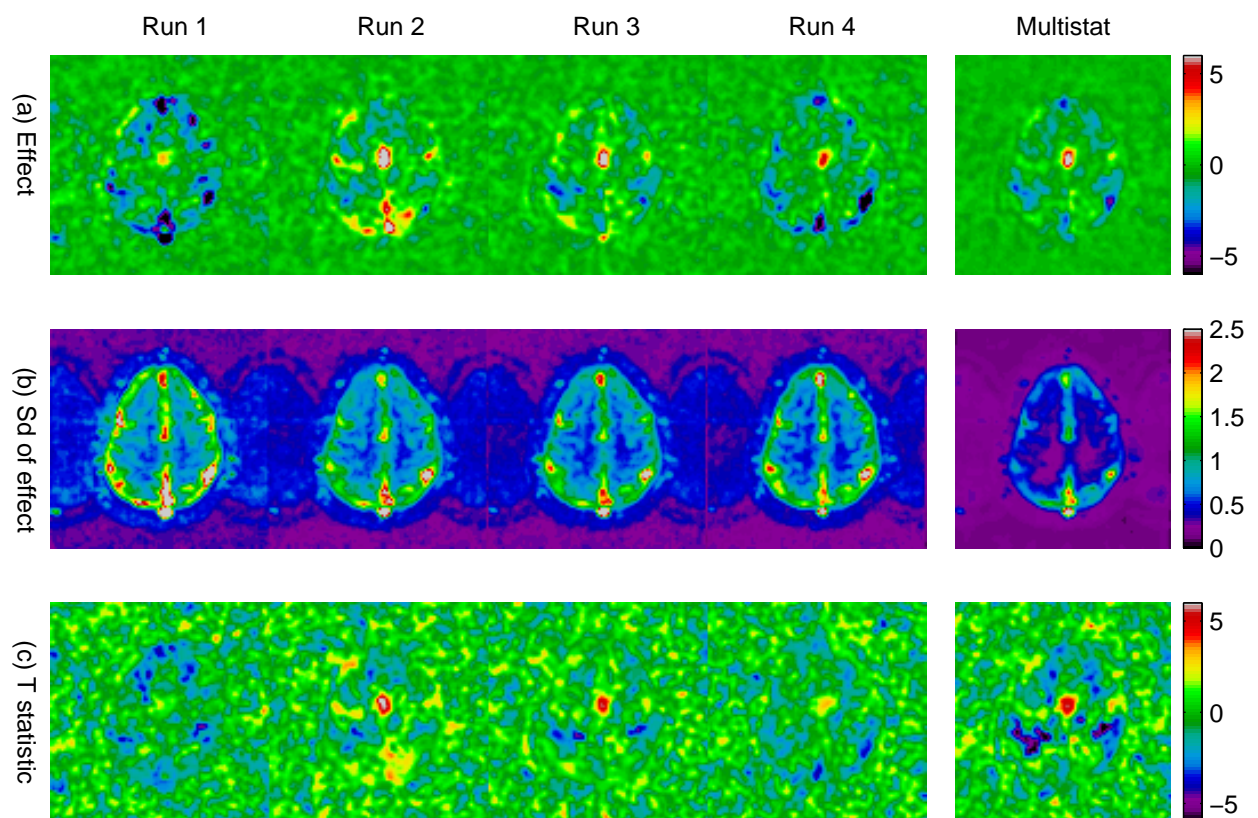 Run 1
Run 2
Run 3
Run 4
Multistat
(a) Effect
5
0
−5
(b) Sd of effect
2.5
2
1.5
1
0.5
0
(c) T statistic
5
0
−5